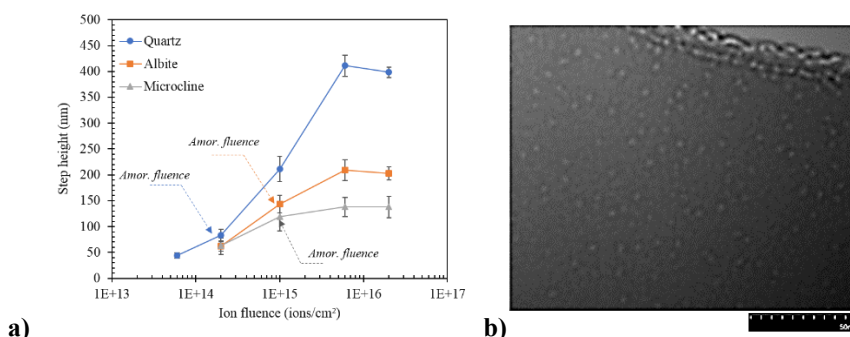 500
450
400
350
300
250
200
150
100
50
0
Step height (nm)
Quartz
Albite
Microcline
Amor. fluence
Amor. fluence
Amor. fluence
1E+13 1E+14 1E+15 1E+16 1E+17
Ion fluence (ions/cm²)
a)
b)